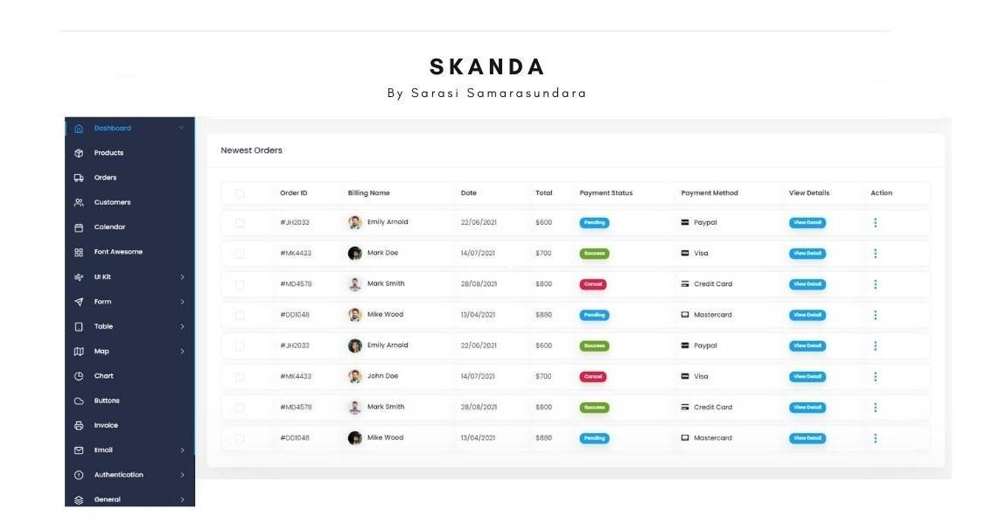 SKANDA
By Sarasi Samarasundara
Dashboard
Products
Orders
Customers
Calendar
Font Awesome
UI Kit
Form
Table
Map
Chart
Buttons
Invoice
Email
Authentication
General
Newest Orders
Order ID Billing Name Date Total Payment Status Payment Method View Details Action
#JH2033 Emily Arnold 22/06/2021 $600 Pending Paypal View Detail
#MK4433 Mark Doe 14/07/2021 $700 Success Visa View Detail
#MD4578 Mark Smith 28/08/2021 $800 Cancel Credit Card View Detail
#DD1048 Mike Wood 13/04/2021 $880 Pending Mastercard View Detail
#JH2033 Emily Arnold 22/06/2021 $600 Success Paypal View Detail
#MK4433 John Doe 14/07/2021 $700 Cancel Visa View Detail
#MD4578 Mark Smith 28/08/2021 $800 Success Credit Card View Detail
#DD1048 Mike Wood 13/04/2021 $880 Pending Mastercard View Detail